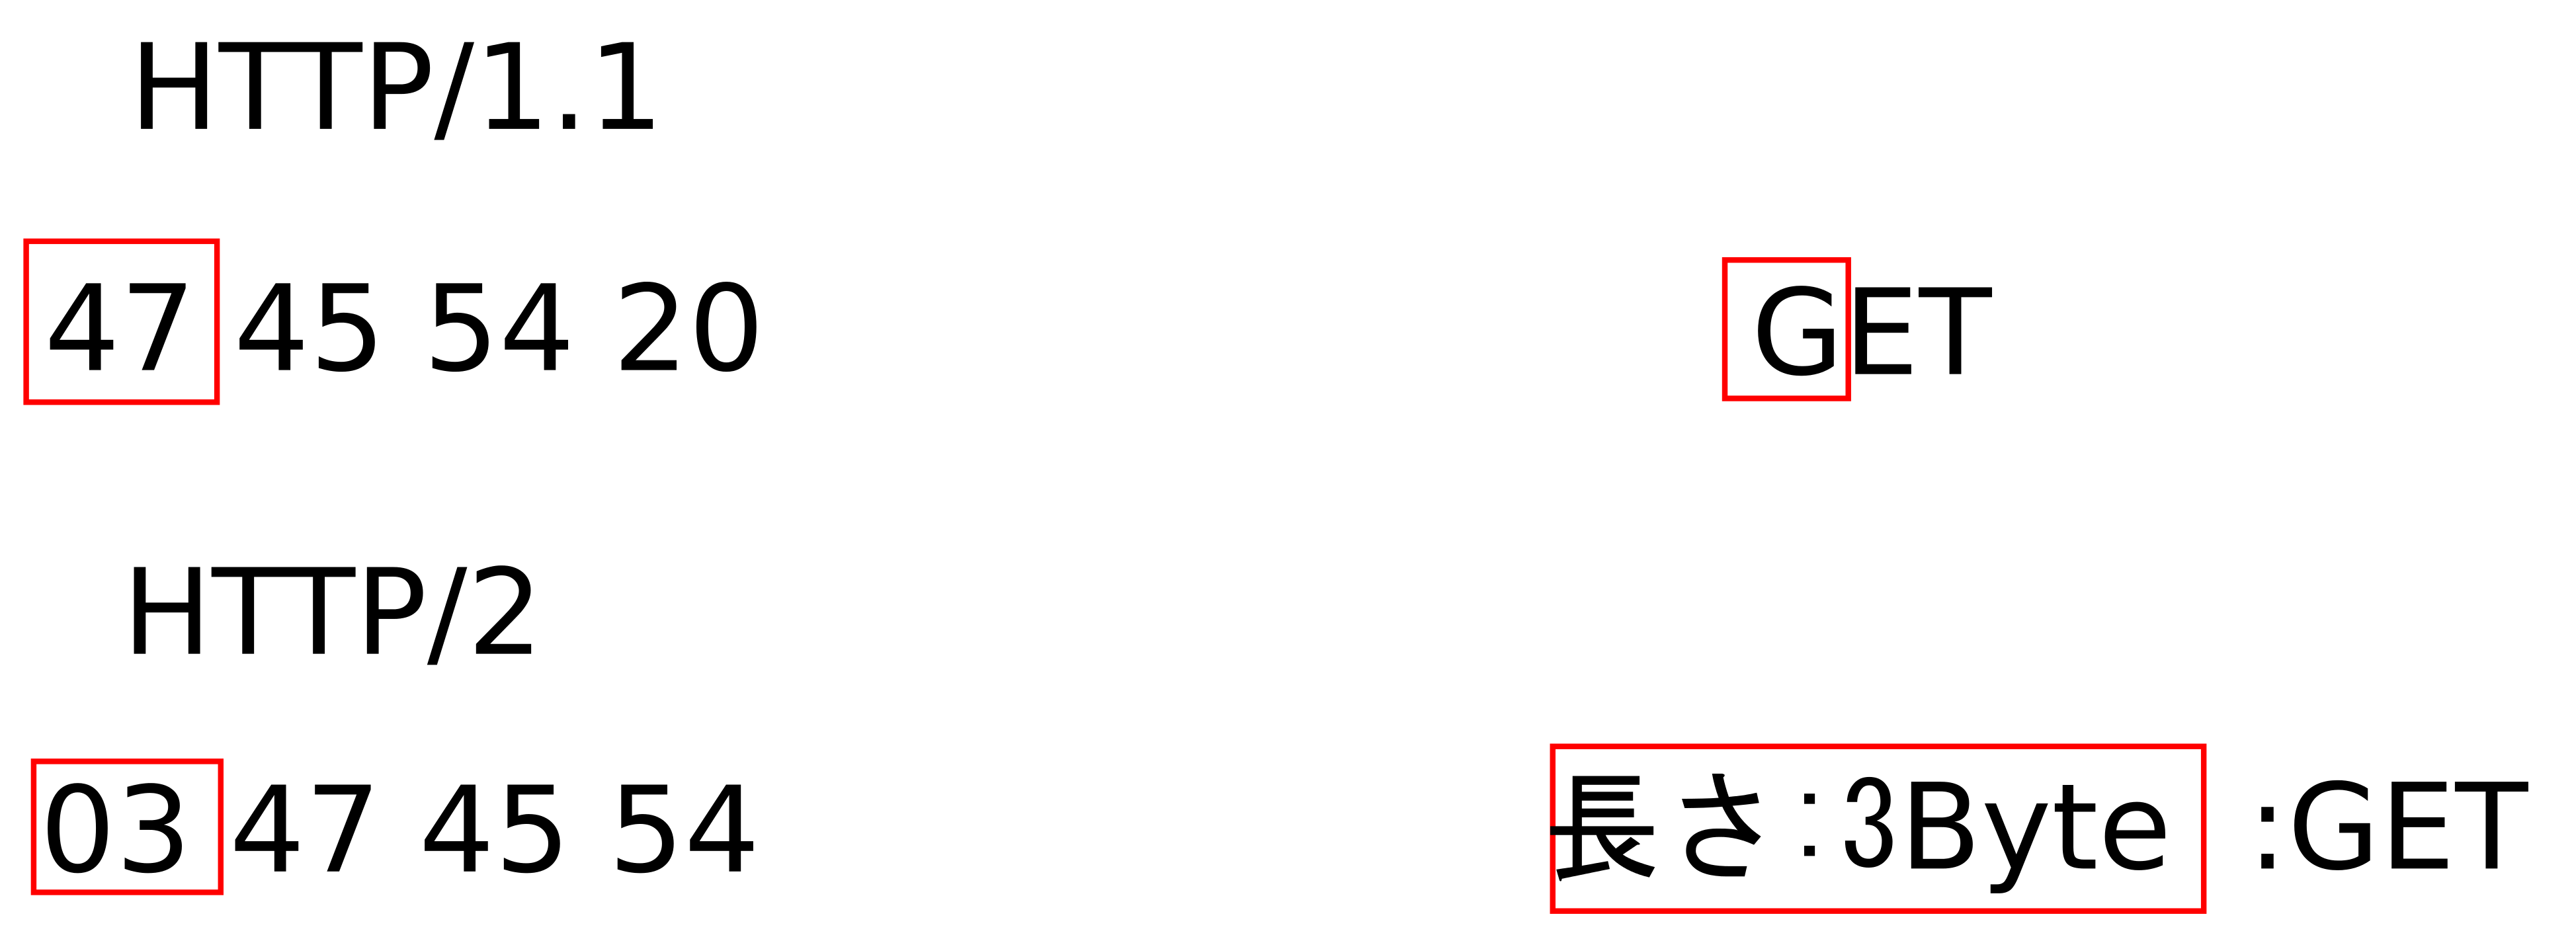 HTTP/1.1
47 45 54 20 GET
HTTP/2
03 47 45 54 長さ:3Byte :GET